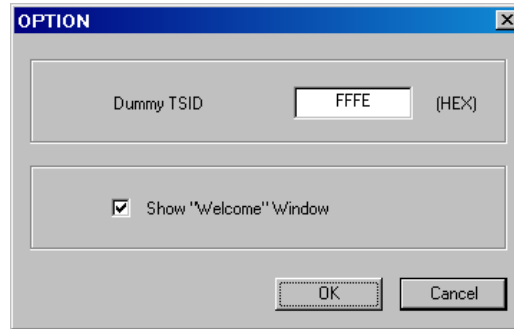 OPTION
Dummy TSID FFFE (HEX)
Show "Welcome" Window
OK Cancel